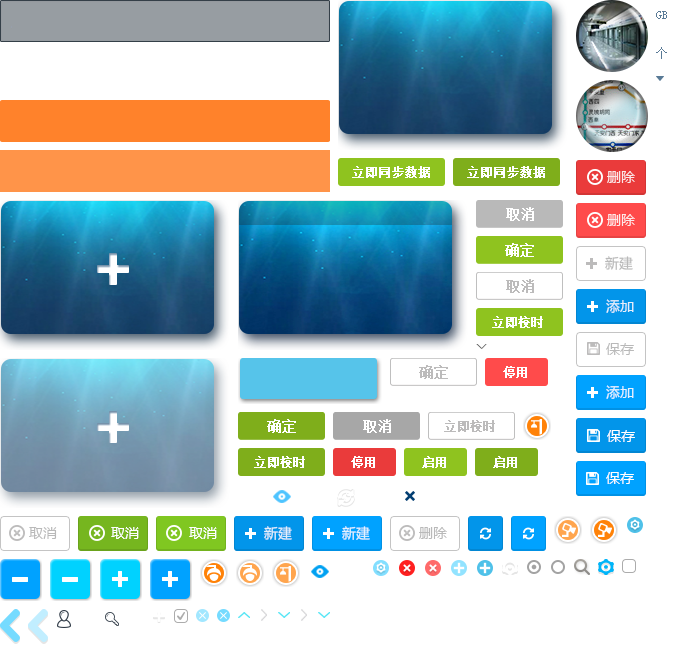 GB
个
立即同步数据
立即同步数据
删除
取消
删除
确定
新建
取消
添加
立即校时
保存
确定
停用
添加
确定
取消
立即校时
保存
立即校时
停用
启用
启用
保存
取消
取消
取消
新建
新建
删除